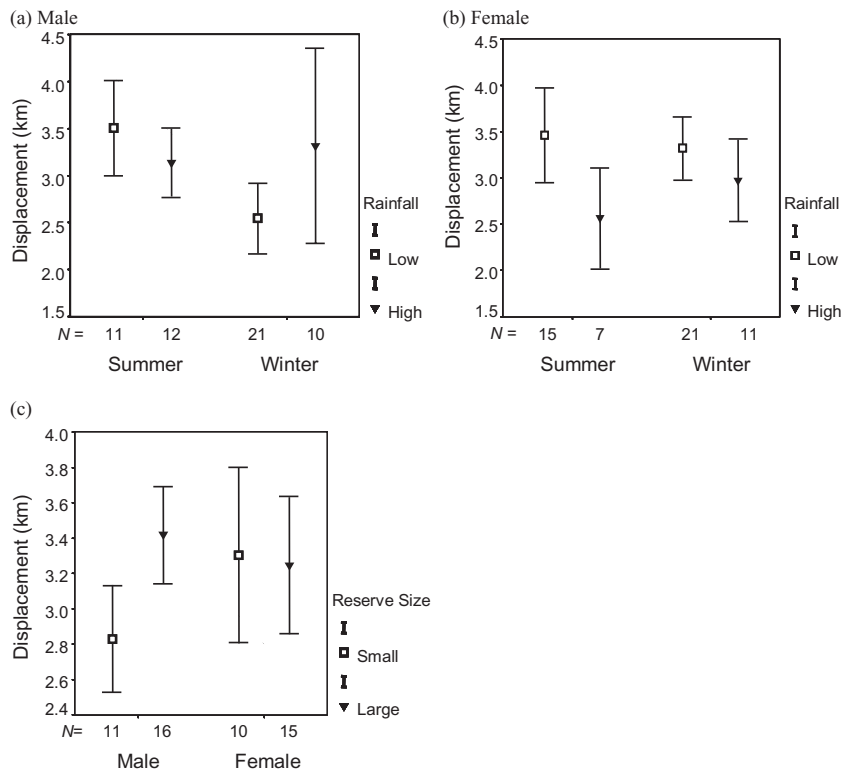 (a) Male
4.5
4.0
3.5
3.0
2.5
2.0
1.5
Displacement (km)
N = 11 12 21 10
Summer Winter
Rainfall
Low
High
(b) Female
4.5
4.0
3.5
3.0
2.5
2.0
1.5
Displacement (km)
N = 15 7 21 11
Summer Winter
Rainfall
Low
High
(c)
4.0
3.8
3.6
3.4
3.2
3.0
2.8
2.6
2.4
Displacement (km)
N= 11 16 10 15
Male Female
Reserve Size
Small
Large